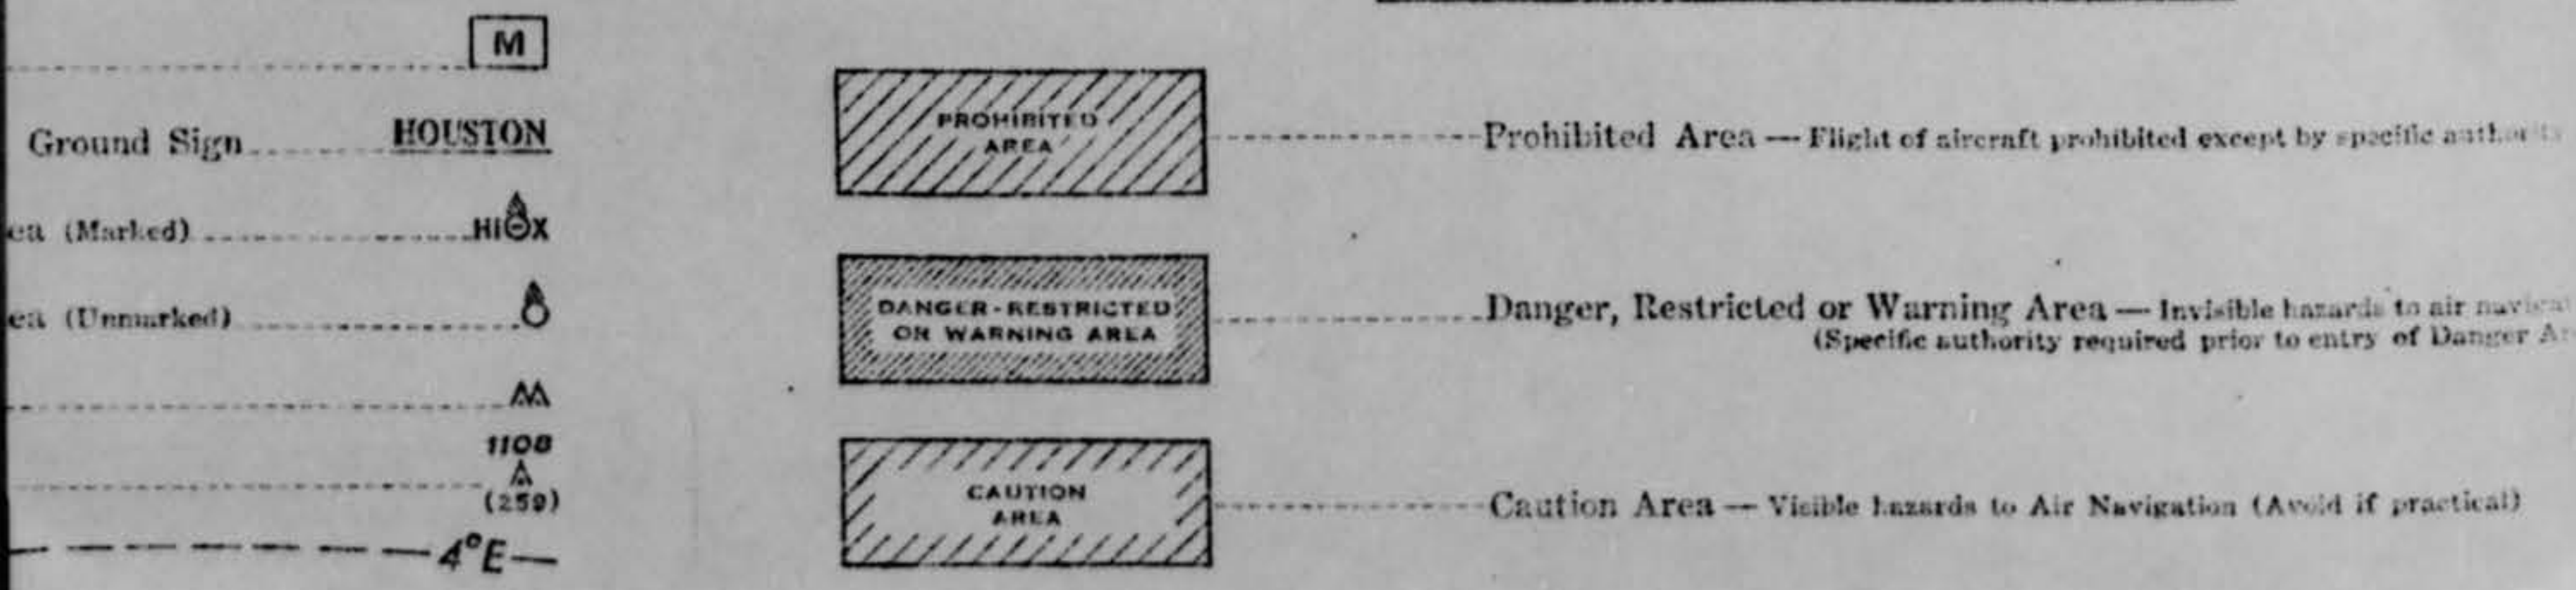 M
Ground Sign HOUSTON
(Marked) HI X
(Unmarked)
1108
(259)
4°E
PROHIBITED
AREA
Prohibited Area — Flight of aircraft prohibited except by specific
DANGER-RESTRICTED
OR WARNING AREA
Danger, Restricted or Warning Area — Invisible hazards to air
(Specific authority required prior to entry of Danger
CAUTION
AREA
Caution Area — Visible hazards to Air Navigation (Avoid if practical)